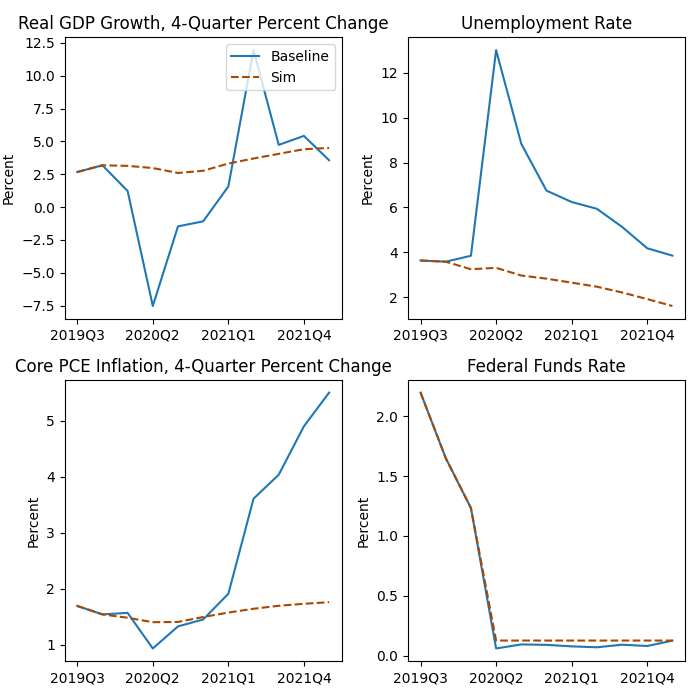 Real GDP Growth, 4-Quarter Percent Change
12.5
10.0
7.5
5.0
2.5
0.0
−2.5
−5.0
−7.5
Percent
Baseline
Sim
2019Q3 2020Q2 2021Q1 2021Q4
Unemployment Rate
12
10
8
6
4
2
Percent
2019Q3 2020Q2 2021Q1 2021Q4
Core PCE Inflation, 4-Quarter Percent Change
5
4
3
2
1
Percent
2019Q3 2020Q2 2021Q1 2021Q4
Federal Funds Rate
2.0
1.5
1.0
0.5
0.0
Percent
2019Q3 2020Q2 2021Q1 2021Q4